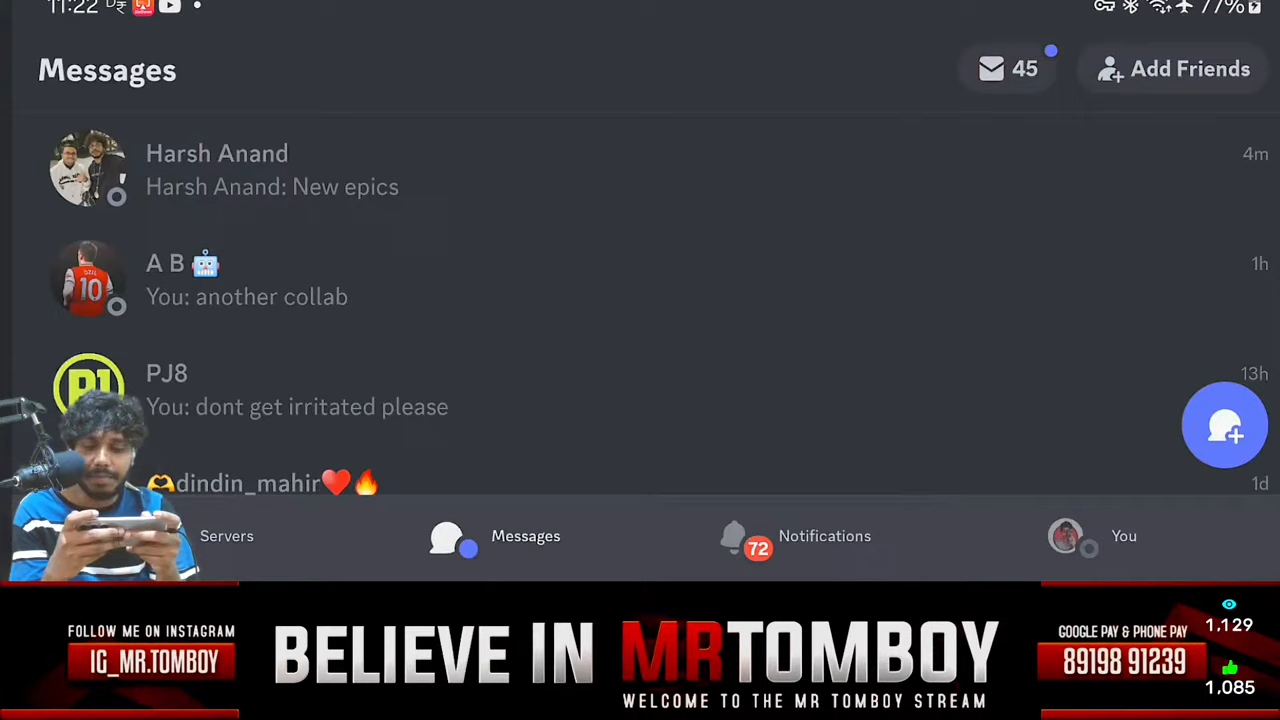 11:22
77%
Messages
45
Add Friends
Harsh Anand
4m
Harsh Anand: New epics
A B 🤖
1h
You: another collab
PJ8
13h
You: dont get irritated please
🫶dindin_mahir❤️🔥
1d
Servers
Messages
72
Notifications
You
FOLLOW ME ON INSTAGRAM
IG_MR.TOMBOY
BELIEVE IN MRTOMBOY
WELCOME TO THE MR TOMBOY STREAM
GOOGLE PAY & PHONE PAY
89198 91239
1,129
1,085